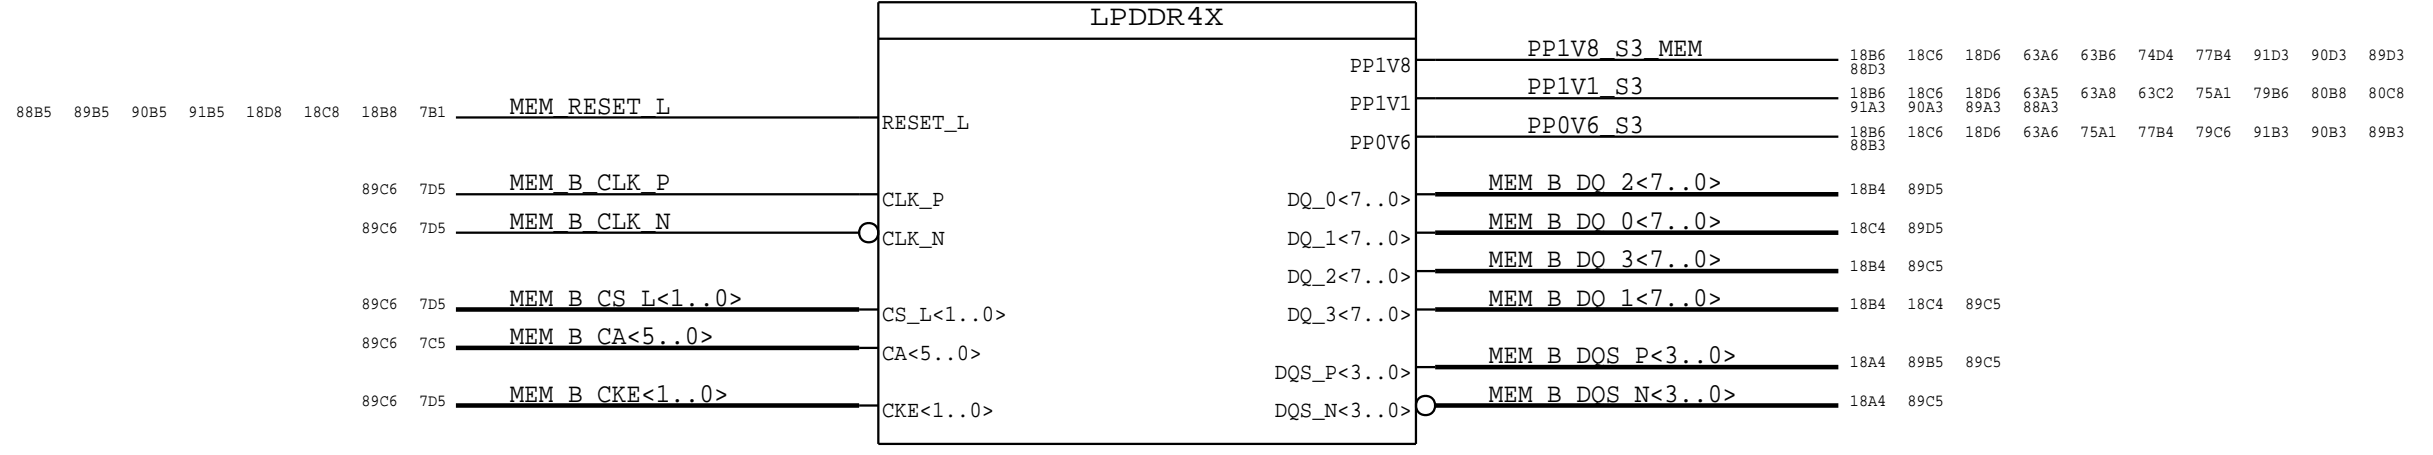 LPDDR4X
PP1V8_S3_MEM
PP1V8
18B6 18C6 18D6 63A6 63B6 74D4 77B4 91D3 90D3 89D3
88D3
PP1V1_S3
PP1V1
18B6 18C6 18D6 63A5 63A8 63C2 75A1 79B6 80B8 80C8
91A3 90A3 89A3 88A3
88B5 89B5 90B5 91B5 18D8 18C8 18B8 7B1 MEM_RESET_L
RESET_L
PP0V6_S3
PP0V6
18B6 18C6 18D6 63A6 75A1 77B4 79C6 91B3 90B3 89B3
88B3
89C6 7D5 MEM_B_CLK_P
CLK_P
DQ_0<7..0>
MEM_B_DQ_2<7..0> 18B4 89D5
89C6 7D5 MEM_B_CLK_N
CLK_N
DQ_1<7..0>
MEM_B_DQ_0<7..0> 18C4 89D5
DQ_2<7..0>
MEM_B_DQ_3<7..0> 18B4 89C5
89C6 7D5 MEM_B_CS_L<1..0>
CS_L<1..0>
DQ_3<7..0>
MEM_B_DQ_1<7..0> 18B4 18C4 89C5
89C6 7C5 MEM_B_CA<5..0>
CA<5..0>
DQS_P<3..0>
MEM_B_DQS_P<3..0> 18A4 89B5 89C5
89C6 7D5 MEM_B_CKE<1..0>
CKE<1..0>
DQS_N<3..0>
MEM_B_DQS_N<3..0> 18A4 89C5